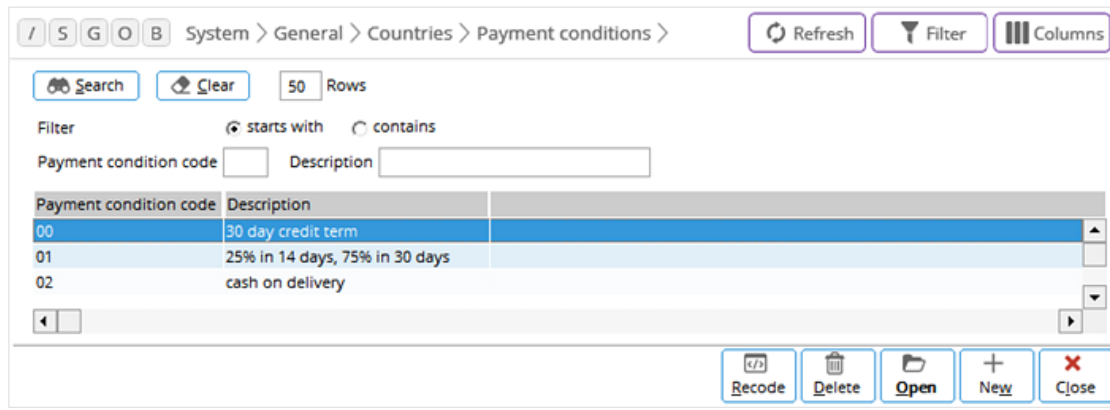 / S G O B System > General > Countries > Payment conditions > Refresh Filter Columns
Search Clear 50 Rows
Filter starts with contains
Payment condition code Description
Payment condition code Description
00 30 day credit term
01 25% in 14 days, 75% in 30 days
02 cash on delivery
Recode Delete Open New Close